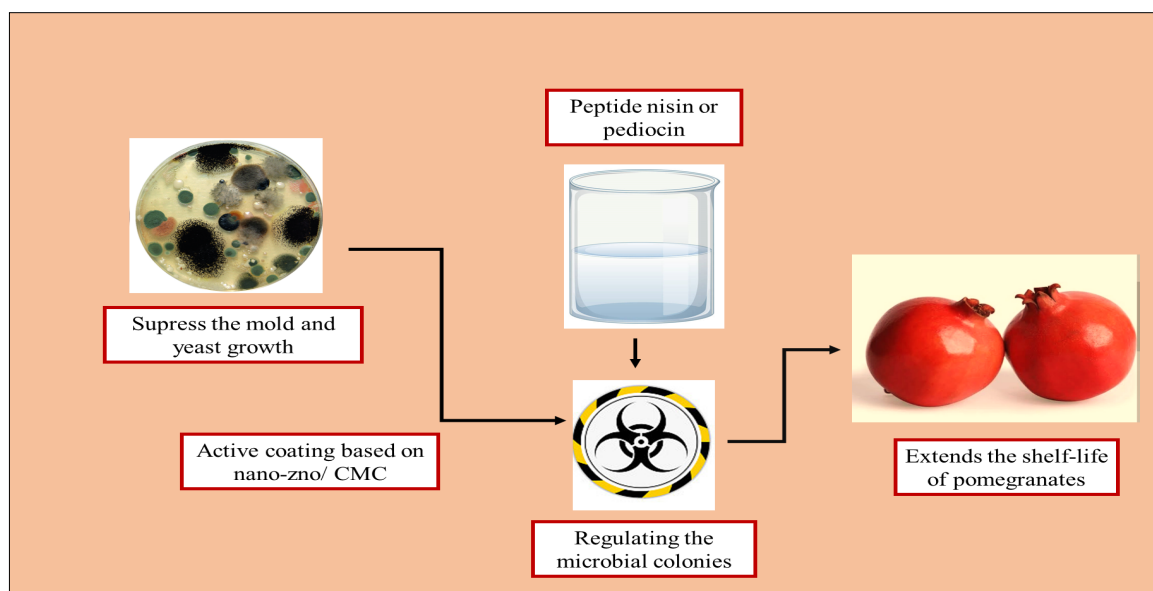 Peptide nisin or
pediocin
Supress the mold and
yeast growth
Active coating based on
nano-zno/ CMC
Regulating the
microbial colonies
Extends the shelf-life
of pomegranates